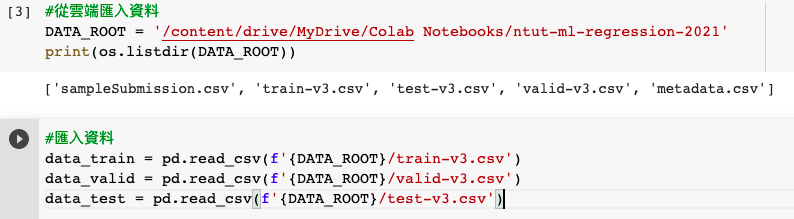 [3] #從雲端匯入資料
DATA_ROOT = '/content/drive/MyDrive/Colab Notebooks/ntut-ml-regression-2021'
print(os.listdir(DATA_ROOT))
['sampleSubmission.csv', 'train-v3.csv', 'test-v3.csv', 'valid-v3.csv', 'metadata.csv']
#匯入資料
data_train = pd.read_csv(f'{DATA_ROOT}/train-v3.csv')
data_valid = pd.read_csv(f'{DATA_ROOT}/valid-v3.csv')
data_test = pd.read_csv(f'{DATA_ROOT}/test-v3.csv')